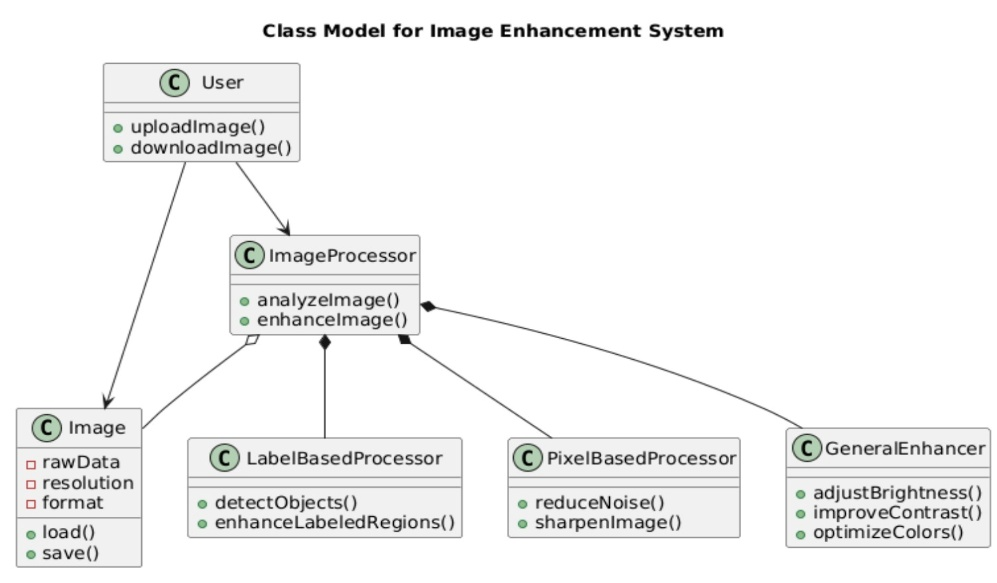 Class Model for Image Enhancement System
C User
uploadImage()
downloadImage()
C ImageProcessor
analyzeImage()
enhanceImage()
C Image
rawData
resolution
format
load()
save()
C LabelBasedProcessor
detectObjects()
enhanceLabeledRegions()
C PixelBasedProcessor
reduceNoise()
sharpenImage()
C GeneralEnhancer
adjustBrightness()
improveContrast()
optimizeColors()